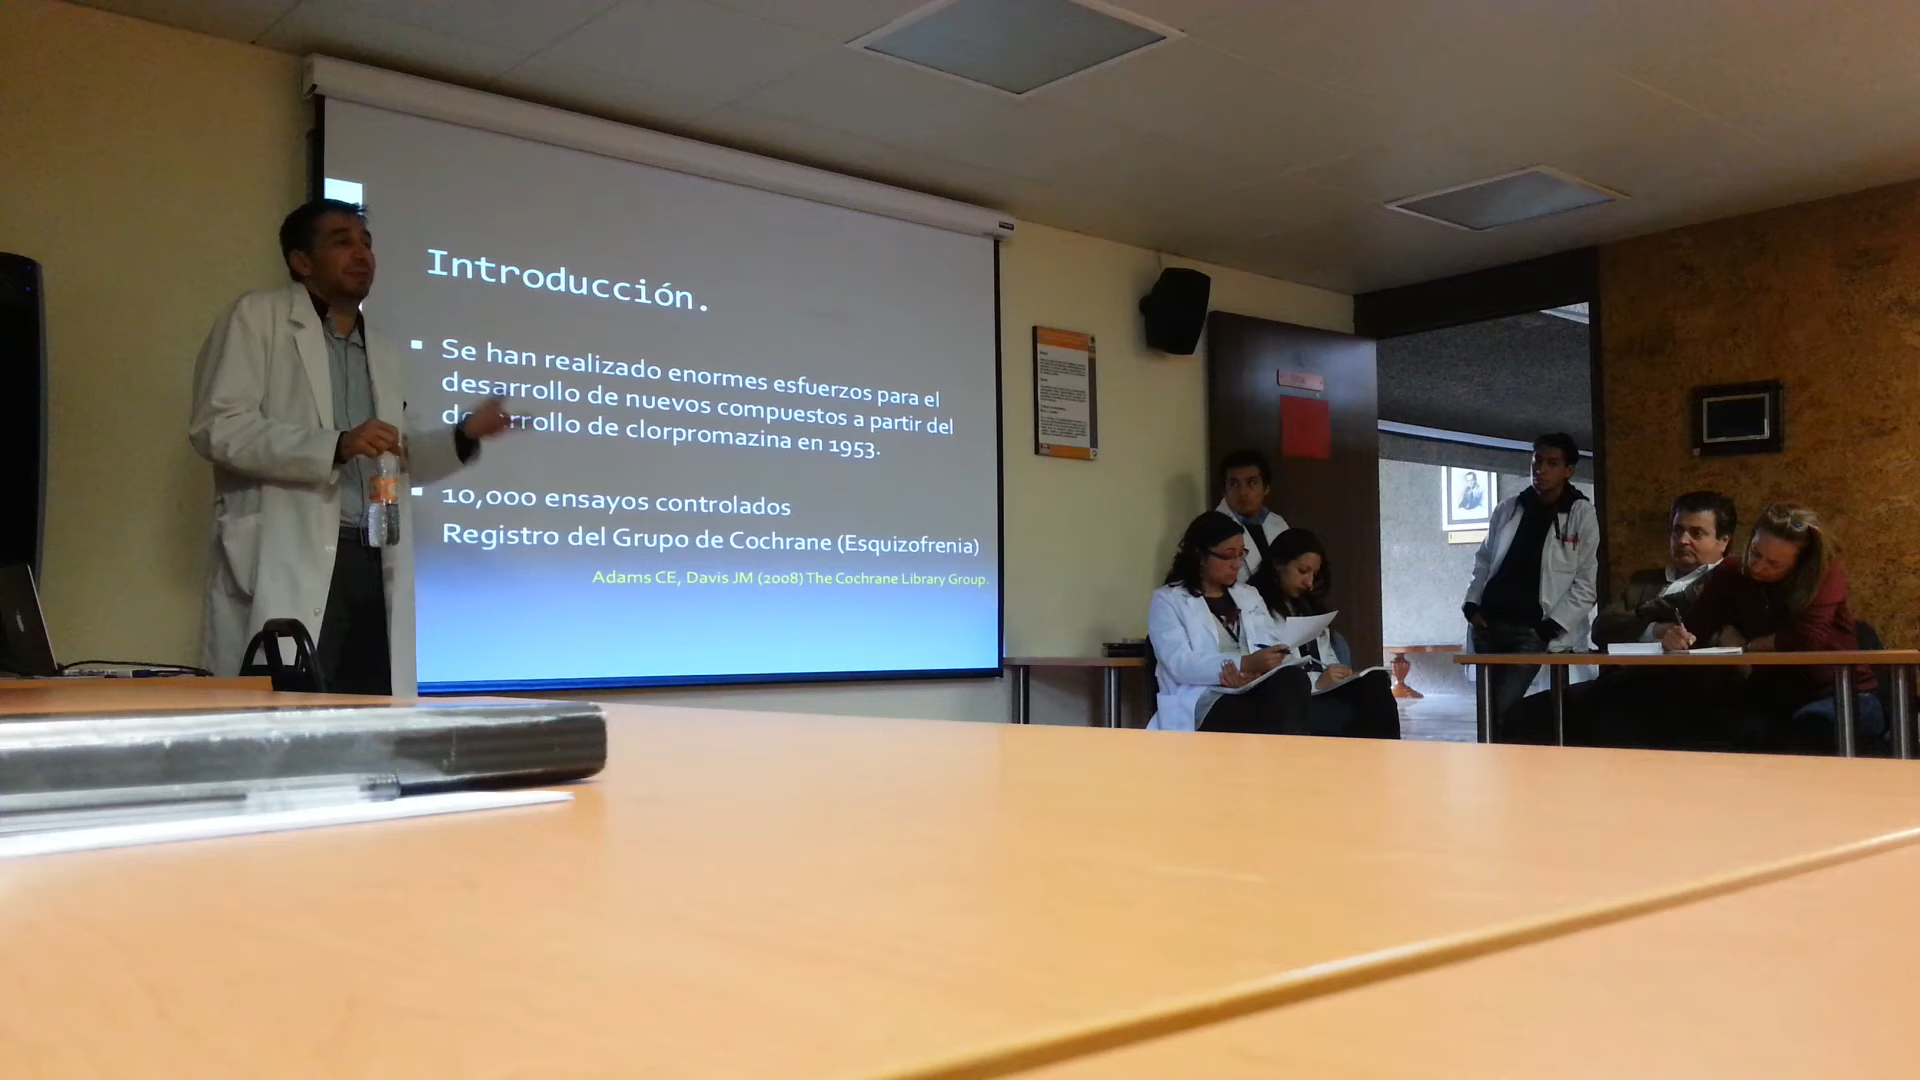 Introducción.
Se han realizado enormes esfuerzos para el
desarrollo de nuevos compuestos a partir del
desarrollo de clorpromazina en 1953.
10,000 ensayos controlados
Registro del Grupo de Cochrane (Esquizofrenia)
Adams CE, Davis JM (2008) The Cochrane Library Group.